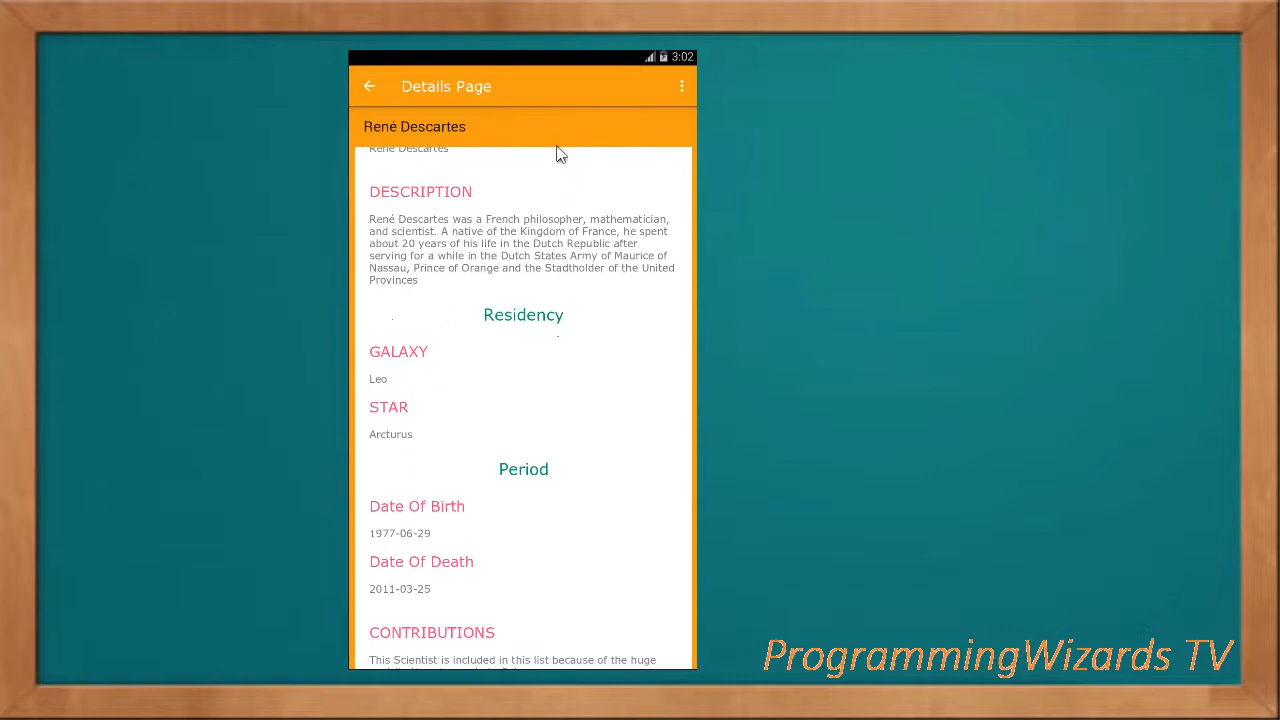 3:02
Details Page
René Descartes
René Descartes
DESCRIPTION
René Descartes was a French philosopher, mathematician,
and scientist. A native of the Kingdom of France, he spent
about 20 years of his life in the Dutch Republic after
serving for a while in the Dutch States Army of Maurice of
Nassau, Prince of Orange and the Stadtholder of the United
Provinces
Residency
GALAXY
Leo
STAR
Arcturus
Period
Date Of Birth
1977-06-29
Date Of Death
2011-03-25
CONTRIBUTIONS
This Scientist is included in this list because of the huge
ProgrammingWizards TV